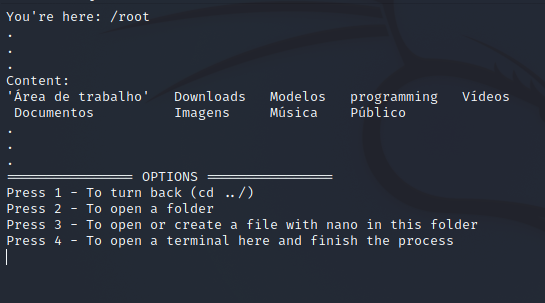 You're here: /root
.
.
.
Content:
'Área de trabalho'   Downloads   Modelos   programming   Vídeos
 Documentos          Imagens     Música    Público
.
.
.
================ OPTIONS ================
Press 1 - To turn back (cd ../)
Press 2 - To open a folder
Press 3 - To open or create a file with nano in this folder
Press 4 - To open a terminal here and finish the process